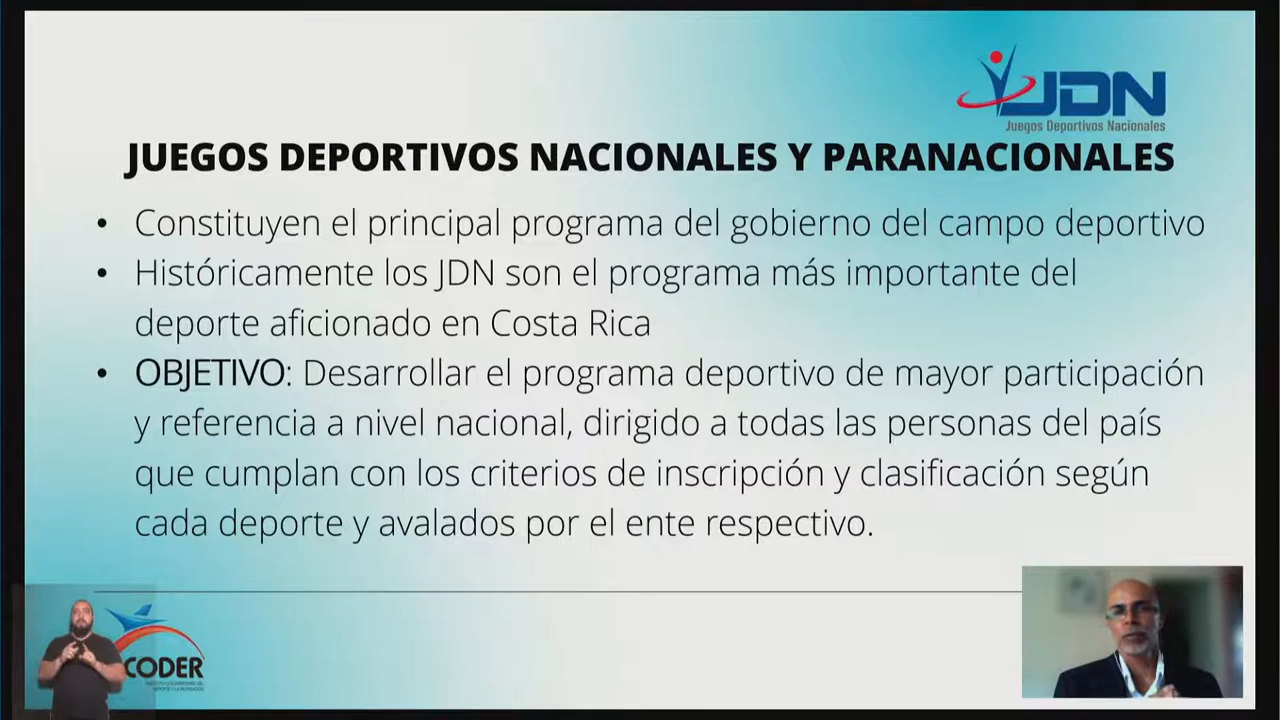 JDN
Juegos Deportivos Nacionales
JUEGOS DEPORTIVOS NACIONALES Y PARANACIONALES
• Constituyen el principal programa del gobierno del campo deportivo
• Históricamente los JDN son el programa más importante del
deporte aficionado en Costa Rica
• OBJETIVO: Desarrollar el programa deportivo de mayor participación
y referencia a nivel nacional, dirigido a todas las personas del país
que cumplan con los criterios de inscripción y clasificación según
cada deporte y avalados por el ente respectivo.
CODER